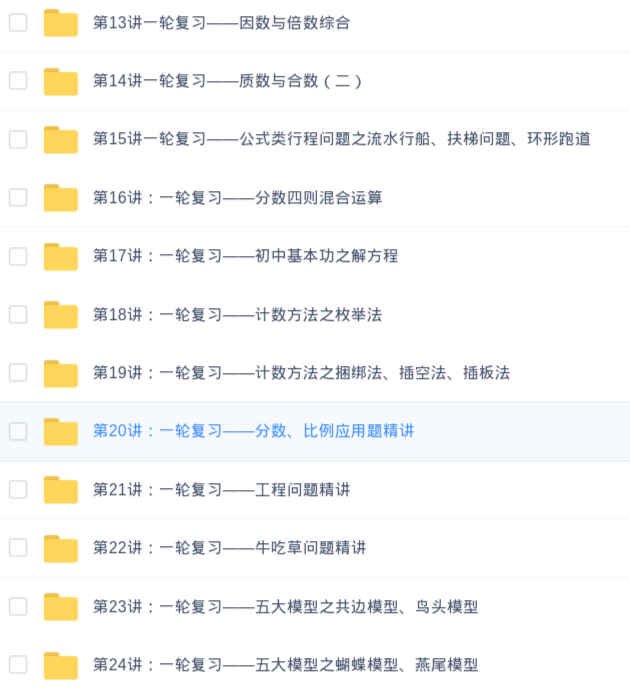 第13讲一轮复习——因数与倍数综合
第14讲一轮复习——质数与合数（二）
第15讲一轮复习——公式类行程问题之流水行船、扶梯问题、环形跑道
第16讲：一轮复习——分数四则混合运算
第17讲：一轮复习——初中基本功之解方程
第18讲：一轮复习——计数方法之枚举法
第19讲：一轮复习——计数方法之捆绑法、插空法、插板法
第20讲：一轮复习——分数、比例应用题精讲
第21讲：一轮复习——工程问题精讲
第22讲：一轮复习——牛吃草问题精讲
第23讲：一轮复习——五大模型之共边模型、鸟头模型
第24讲：一轮复习——五大模型之蝴蝶模型、燕尾模型